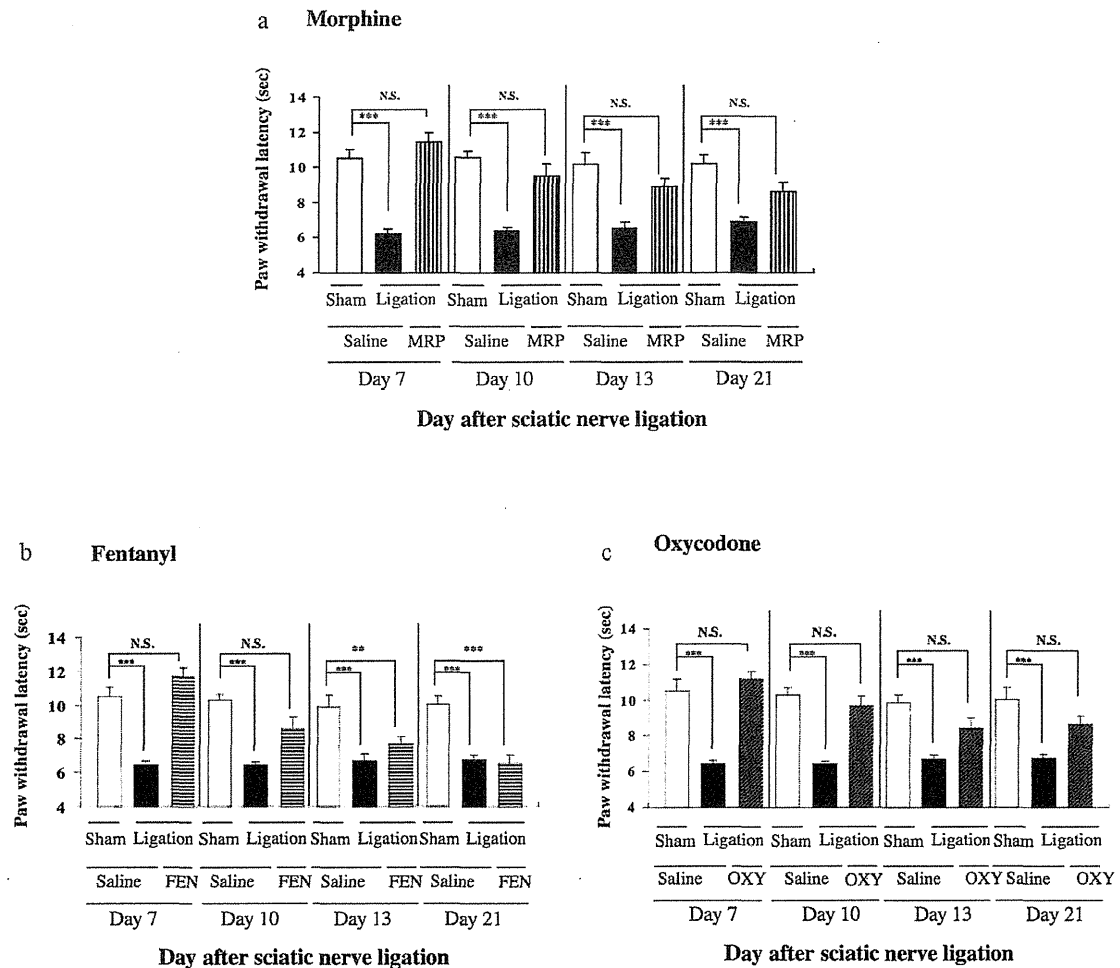 a Morphine
Paw withdrawal latency (sec)
14
12
10
8
6
4
N.S. N.S. N.S. N.S.
*** *** *** ***
Sham Ligation Sham Ligation Sham Ligation Sham Ligation
Saline MRP Saline MRP Saline MRP Saline MRP
Day 7 Day 10 Day 13 Day 21
Day after sciatic nerve ligation
b Fentanyl
Paw withdrawal latency (sec)
14
12
10
8
6
4
N.S. N.S. ** ***
*** *** *** ***
Sham Ligation Sham Ligation Sham Ligation Sham Ligation
Saline FEN Saline FEN Saline FEN Saline FEN
Day 7 Day 10 Day 13 Day 21
Day after sciatic nerve ligation
c Oxycodone
Paw withdrawal latency (sec)
14
12
10
8
6
4
N.S. N.S. N.S. N.S.
*** *** *** ***
Sham Ligation Sham Ligation Sham Ligation Sham Ligation
Saline OXY Saline OXY Saline OXY Saline OXY
Day 7 Day 10 Day 13 Day 21
Day after sciatic nerve ligation